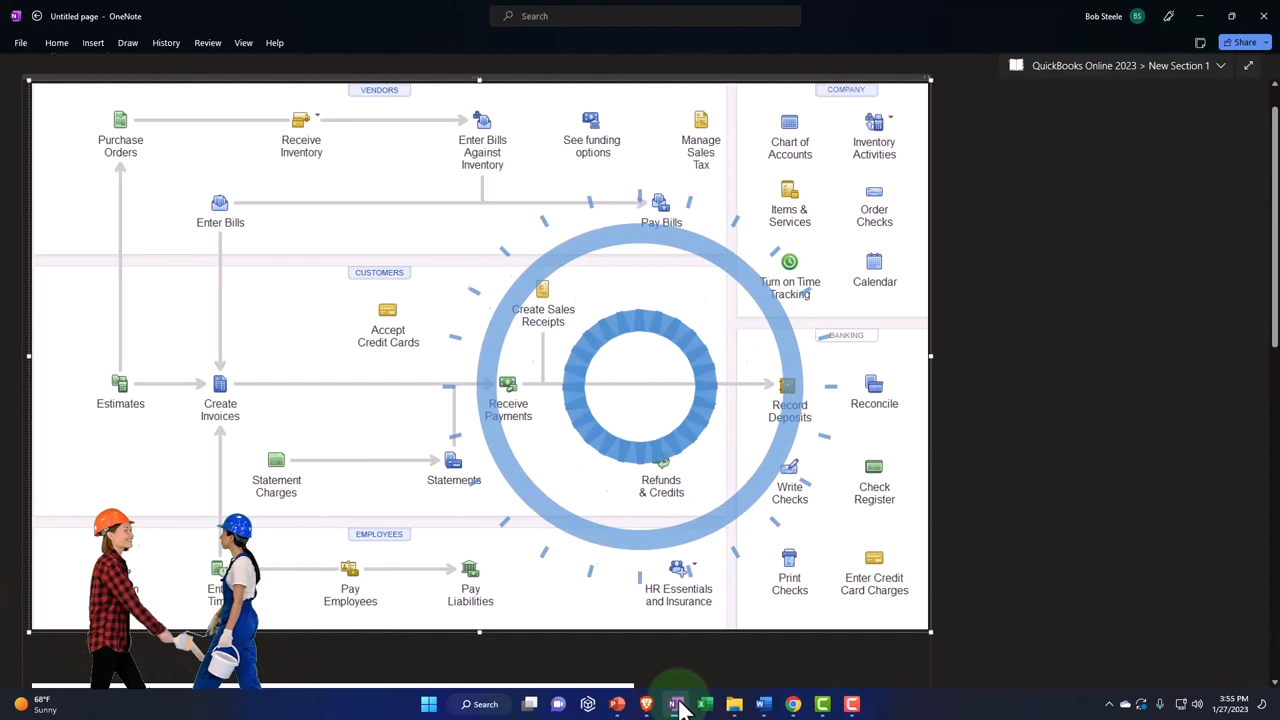 Untitled page - OneNote
Search
Bob Steele
BS
File
Home
Insert
Draw
History
Review
View
Help
Share
QuickBooks Online 2023 > New Section 1
VENDORS
COMPANY
Purchase
Orders
Receive
Inventory
Enter Bills
Against
Inventory
See funding
options
Manage
Sales
Tax
Chart of
Accounts
Inventory
Activities
Enter Bills
Pay Bills
Items &
Services
Order
Checks
CUSTOMERS
Turn on Time
Tracking
Calendar
Accept
Credit Cards
Create Sales
Receipts
BANKING
Estimates
Create
Invoices
Receive
Payments
Record
Deposits
Reconcile
Statement
Charges
Statements
Refunds
& Credits
Write
Checks
Check
Register
EMPLOYEES
Pay
Employees
Pay
Liabilities
HR Essentials
and Insurance
Print
Checks
Enter Credit
Card Charges
68°F
Sunny
Search
3:55 PM
1/27/2023